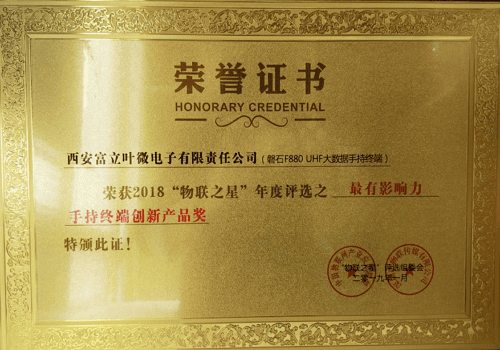 荣誉证书
HONORARY CREDENTIAL
西安富立叶微电子有限责任公司（磐石F880 UHF大数据手持终端）
荣获2018“物联之星”年度评选之 最有影响力
手持终端创新产品奖
特颁此证！
“物联之星”评选组委会
二零一九年一月